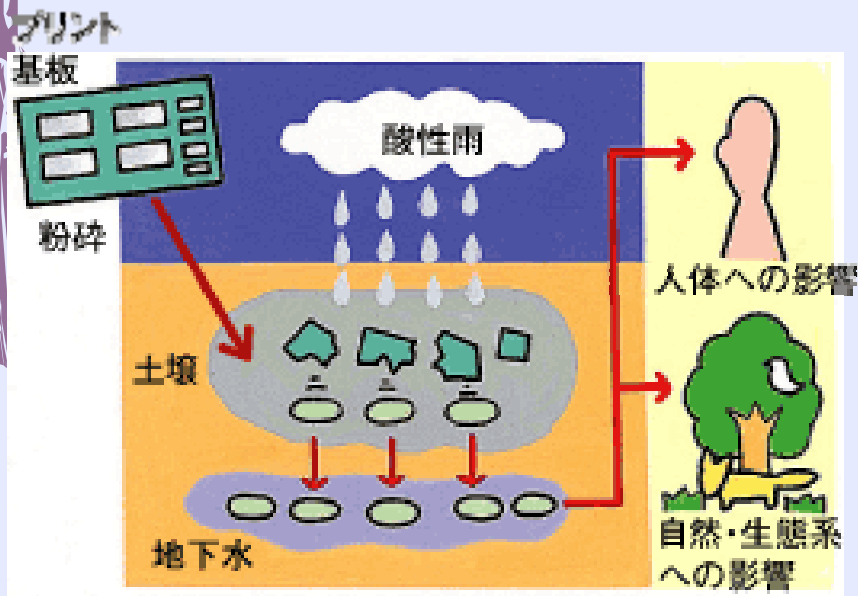 プリント
基板
粉砕
酸性雨
土壌
地下水
人体への影響
自然・生態系
への影響